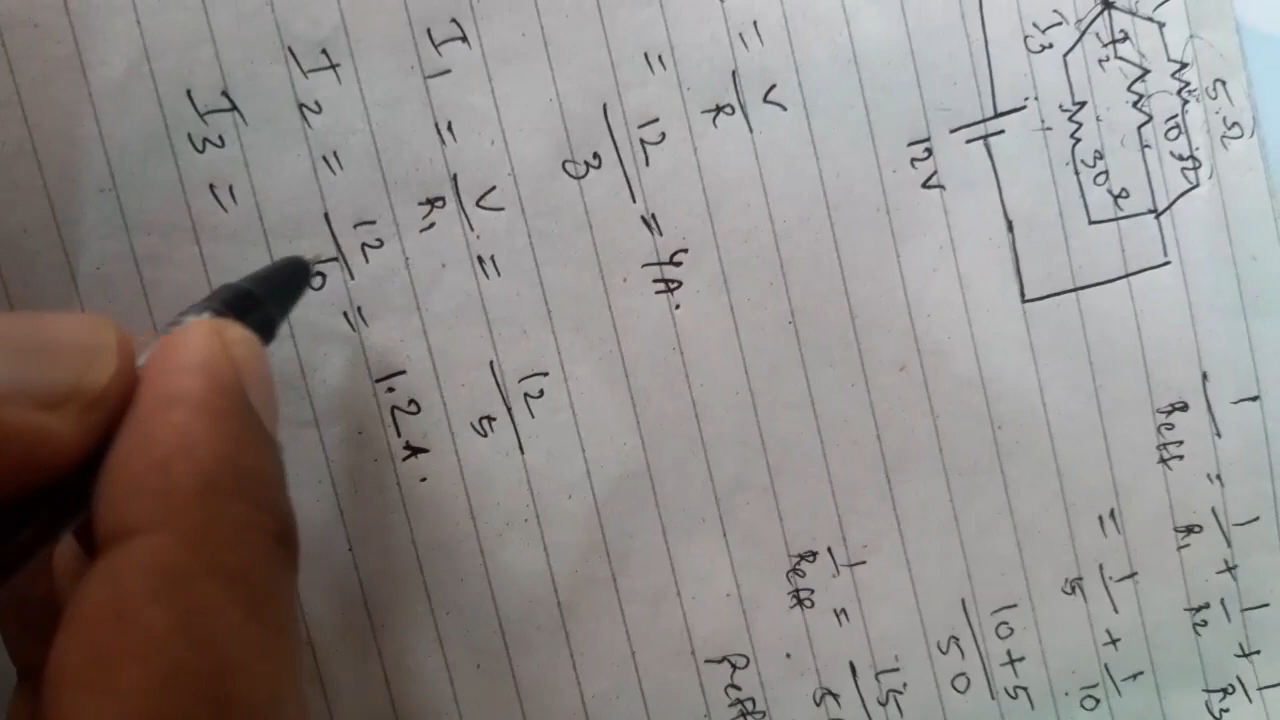 5Ω
10Ω
I2
30Ω
I3
12V
1/Reff = 1/R1 + 1/R2 + 1/R3
= 1/5 + 1/10
10+5/50
1/Reff = 15
Reff
= V/R
= 12/3 = 4A.
I1 = V/R1 = 12/5
I2 = 12/10 = 1.2A.
I3 =